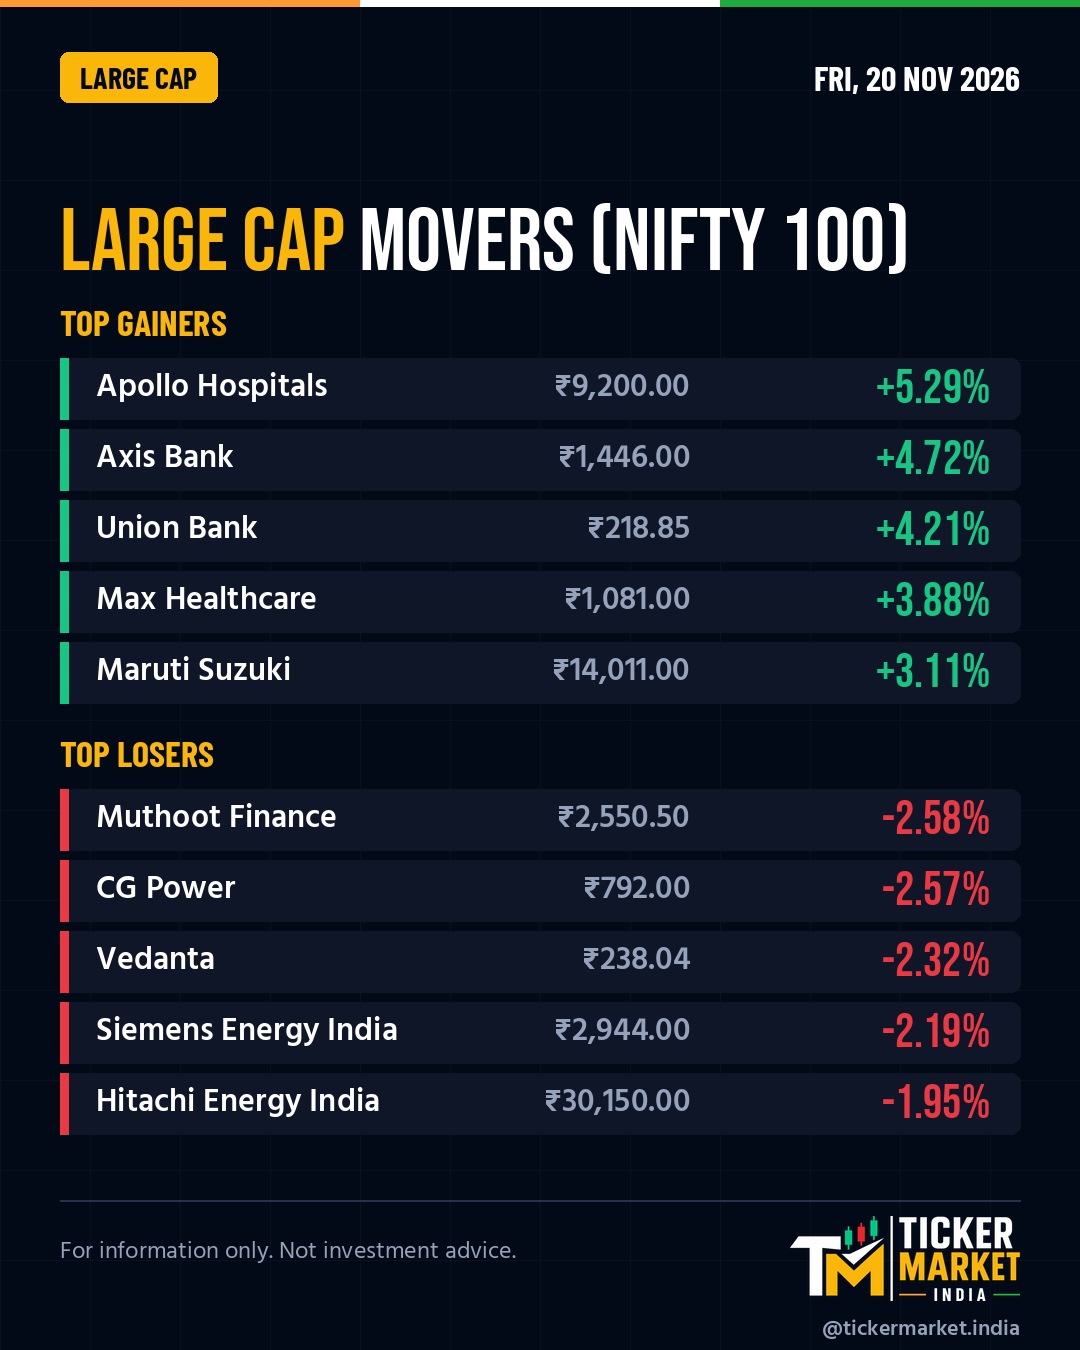 LARGE CAP
FRI, 20 NOV 2026
LARGE CAP MOVERS (NIFTY 100)
TOP GAINERS
Apollo Hospitals ₹9,200.00 +5.29%
Axis Bank ₹1,446.00 +4.72%
Union Bank ₹218.85 +4.21%
Max Healthcare ₹1,081.00 +3.88%
Maruti Suzuki ₹14,011.00 +3.11%
TOP LOSERS
Muthoot Finance ₹2,550.50 -2.58%
CG Power ₹792.00 -2.57%
Vedanta ₹238.04 -2.32%
Siemens Energy India ₹2,944.00 -2.19%
Hitachi Energy India ₹30,150.00 -1.95%
For information only. Not investment advice.
TM
TICKER
MARKET
INDIA
@tickermarket.india